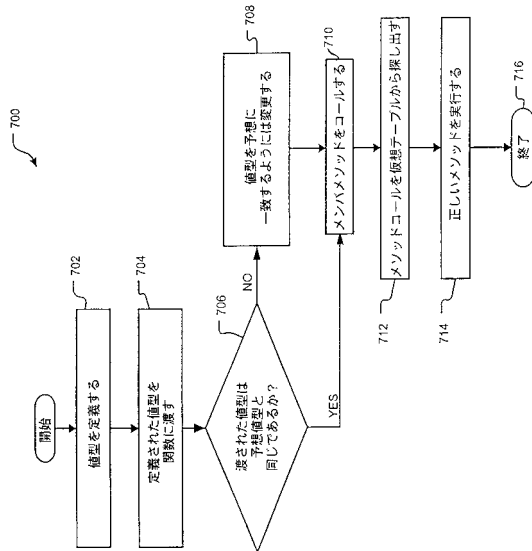 700
開始
702
値型を定義する
704
定義された値型を
関数に渡す
706
渡された値型は
予想値型と
同じであるか？
NO
YES
708
値型を予想に
一致するようには変更する
710
メンバメソッドをコールする
712
メソッドコールを仮想テーブルから探し出す
714
正しいメソッドを実行する
716
終了